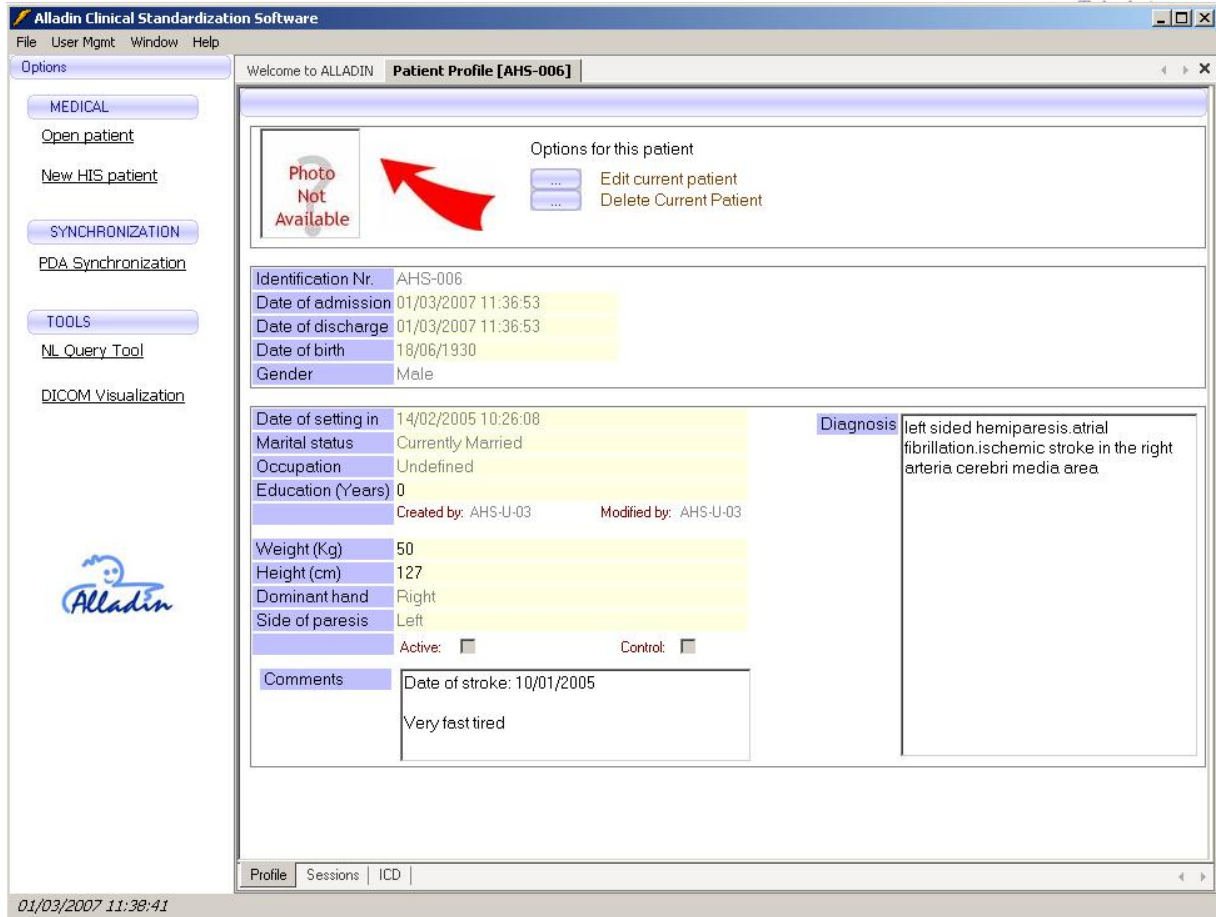 Alladin Clinical Standardization Software
File User Mgmt Window Help
Options
MEDICAL
Open patient
New HIS patient
SYNCHRONIZATION
PDA Synchronization
TOOLS
NL Query Tool
DICOM Visualization
Alladin
Welcome to ALLADIN Patient Profile [AHS-006]
Photo
Not
Available
Options for this patient
... Edit current patient
... Delete Current Patient
Identification Nr. AHS-006
Date of admission 01/03/2007 11:36:53
Date of discharge 01/03/2007 11:36:53
Date of birth 18/06/1930
Gender Male
Date of setting in 14/02/2005 10:26:08
Marital status Currently Married
Occupation Undefined
Education (Years) 0
Created by: AHS-U-03 Modified by: AHS-U-03
Weight (Kg) 50
Height (cm) 127
Dominant hand Right
Side of paresis Left
Active: Control:
Comments
Date of stroke: 10/01/2005
Very fast tired
Diagnosis
left sided hemiparesis.atrial
fibrillation.ischemic stroke in the right
arteria cerebri media area
Profile Sessions ICD
01/03/2007 11:38:41